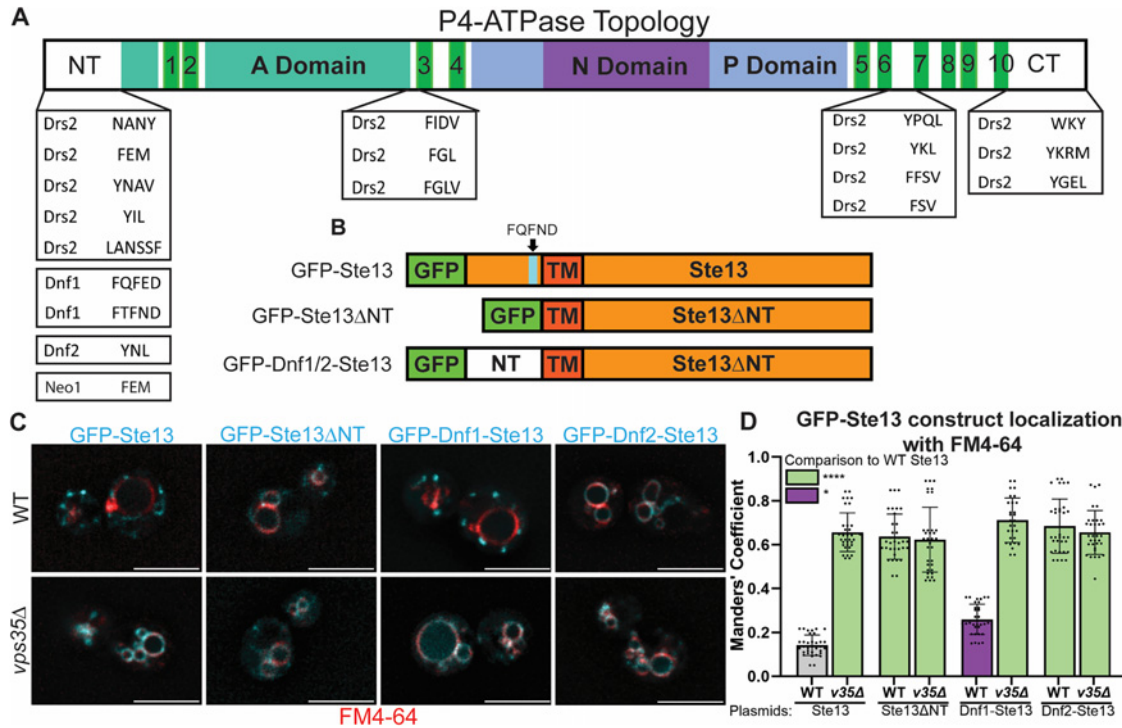 A
P4-ATPase Topology
NT 1 2 A Domain 3 4 N Domain P Domain 5 6 7 8 9 10 CT
Drs2 NANY
Drs2 FEM
Drs2 YNAV
Drs2 YIL
Drs2 LANSSF
Dnf1 FQFED
Dnf1 FTFND
Dnf2 YNL
Neo1 FEM
Drs2 FIDV
Drs2 FGL
Drs2 FGLV
Drs2 YPQL
Drs2 YKL
Drs2 FFSV
Drs2 FSV
Drs2 WKY
Drs2 YKRM
Drs2 YGEL
B
FQFND
GFP-Ste13 GFP TM Ste13
GFP-Ste13ΔNT GFP TM Ste13ΔNT
GFP-Dnf1/2-Ste13 GFP NT TM Ste13ΔNT
C
GFP-Ste13 GFP-Ste13ΔNT GFP-Dnf1-Ste13 GFP-Dnf2-Ste13
WT
vps35Δ
FM4-64
D
GFP-Ste13 construct localization
with FM4-64
Comparison to WT Ste13
****
*
Manders' Coefficient
1.0
0.8
0.6
0.4
0.2
0.0
WT v35Δ WT v35Δ WT v35Δ WT v35Δ
Plasmids: Ste13 Ste13ΔNT Dnf1-Ste13 Dnf2-Ste13